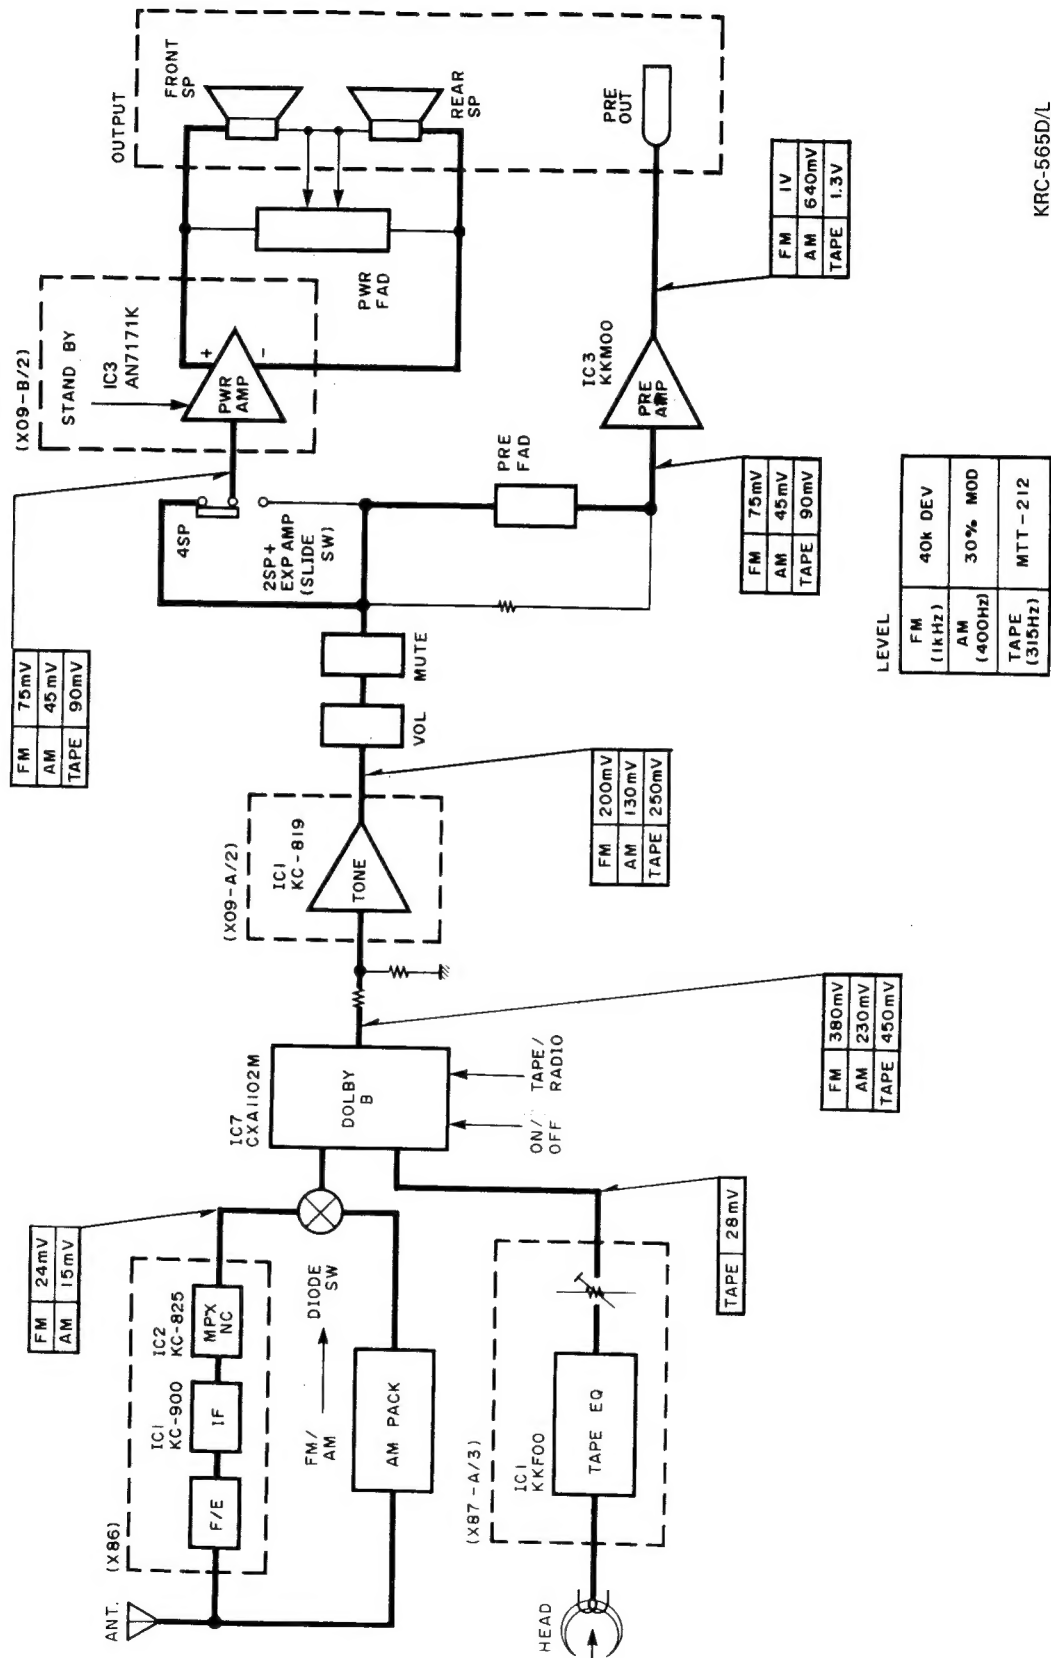 ANT.
(X86)
F/E
IC1
KC-900
IF
IC2
KC-825
MPX
NC
FM 24mV
AM 15mV
FM/
AM
DIODE
SW
AM PACK
HEAD
(X87-A/3)
IC1
KKF00
TAPE EQ
TAPE 28mV
IC7
CXA1102M
DOLBY
B
ON/
OFF
TAPE/
RADIO
FM 380mV
AM 230mV
TAPE 450mV
(X09-A/2)
IC1
KC-819
TONE
FM 200mV
AM 130mV
TAPE 250mV
VOL
MUTE
FM 75mV
AM 45mV
TAPE 90mV
4SP
2SP+
EXP AMP
(SLIDE
SW)
PRE
FAD
(X09-B/2)
STAND BY
IC3
AN7171K
PWR
AMP
+
-
PWR
FAD
OUTPUT
FRONT
SP
REAR
SP
FM 75mV
AM 45mV
TAPE 90mV
IC3
KKM00
PRE
AMP
FM 1V
AM 640mV
TAPE 1.3V
PRE
OUT
LEVEL
FM
(1kHz) 40k DEV
AM
(400Hz) 30% MOD
TAPE
(315Hz) MTT-212
KRC-565D/L